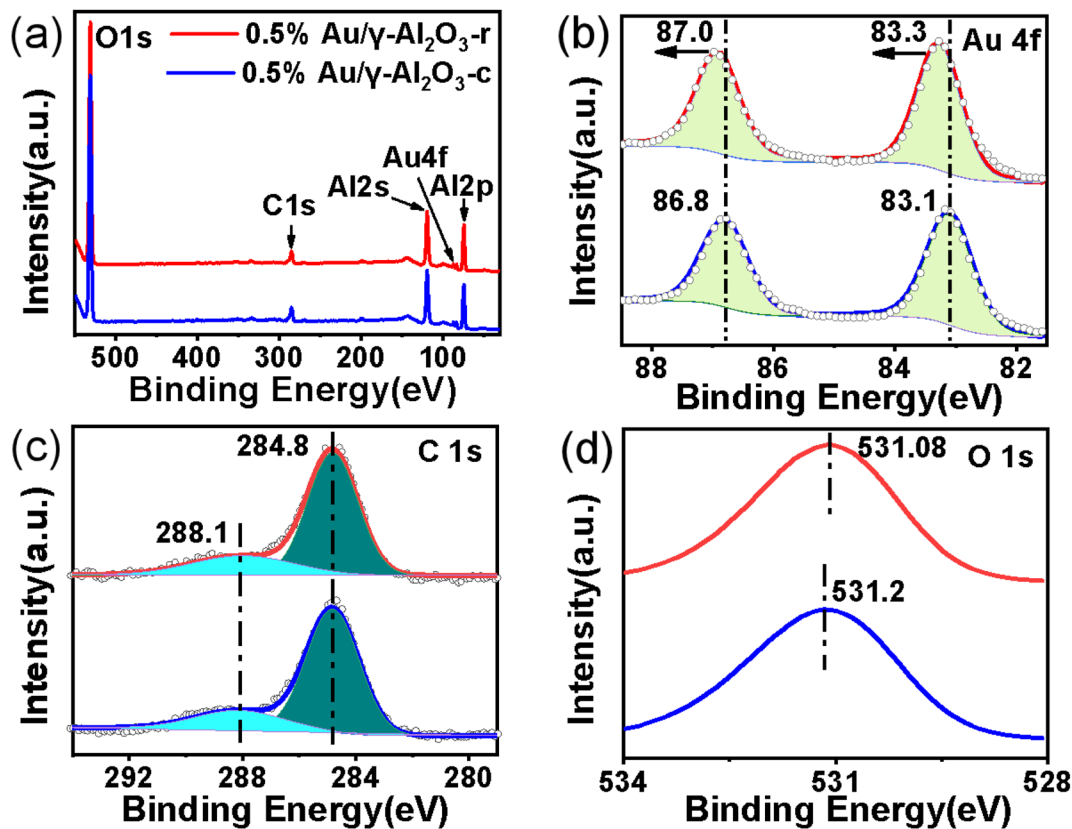 (a)
O1s
0.5% Au/γ-Al₂O₃-r
0.5% Au/γ-Al₂O₃-c
C1s
Al2s
Au4f
Al2p
Intensity(a.u.)
500 400 300 200 100
Binding Energy(eV)
(b)
87.0
83.3
Au 4f
86.8
83.1
Intensity(a.u.)
88 86 84 82
Binding Energy(eV)
(c)
284.8
C 1s
288.1
Intensity(a.u.)
292 288 284 280
Binding Energy(eV)
(d)
531.08
O 1s
531.2
Intensity(a.u.)
534 531 528
Binding Energy(eV)